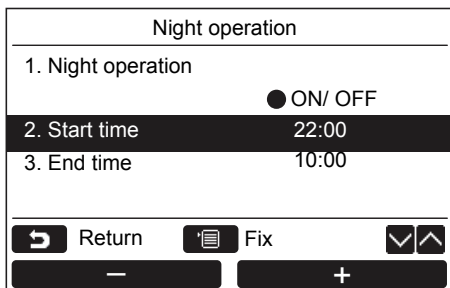 Night operation
1. Night operation
● ON/ OFF
2. Start time 22:00
3. End time 10:00
Return Fix
− +